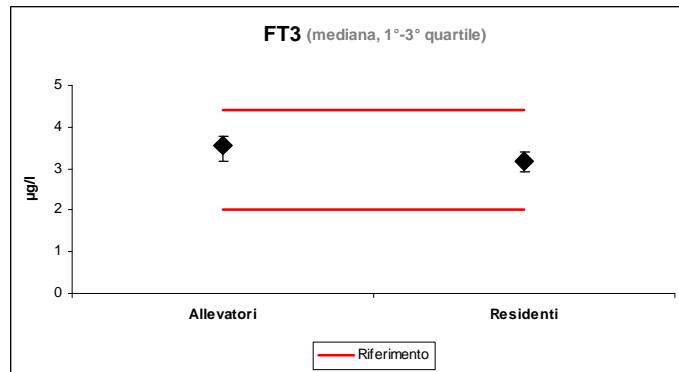 FT3 (mediana, 1°-3° quartile)
5
4
3
2
1
0
µg/l
Allevatori Residenti
Riferimento